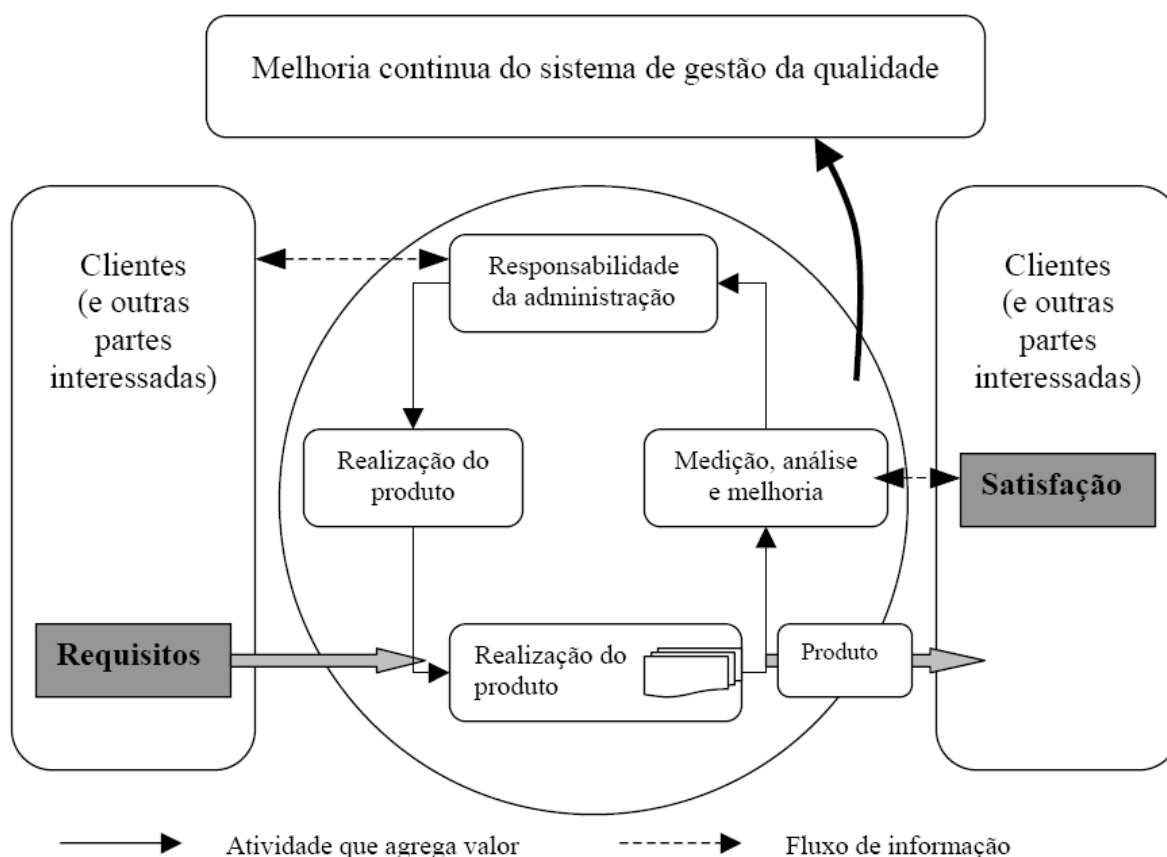 Melhoria continua do sistema de gestão da qualidade
Clientes
(e outras
partes
interessadas)
Responsabilidade
da administração
Clientes
(e outras
partes
interessadas)
Realização do
produto
Medição, análise
e melhoria
Satisfação
Requisitos
Realização do
produto
Produto
Atividade que agrega valor
Fluxo de informação